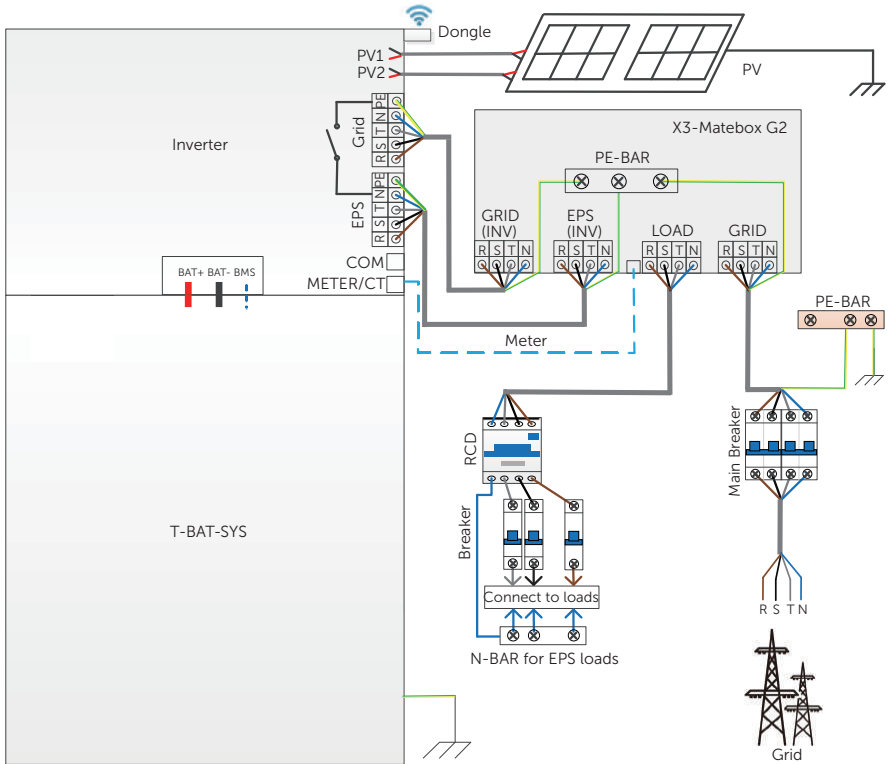 Dongle
PV1
PV2
PV
Inverter
Grid
PE
N
T
S
R
X3-Matebox G2
PE-BAR
EPS
PE
N
T
S
R
GRID
(INV)
R S T N
EPS
(INV)
R S T N
LOAD
R S T N
GRID
R S T N
COM
METER/CT
BAT+ BAT- BMS
Meter
PE-BAR
RCD
Main Breaker
Breaker
T-BAT-SYS
Connect to loads
N-BAR for EPS loads
R S T N
Grid